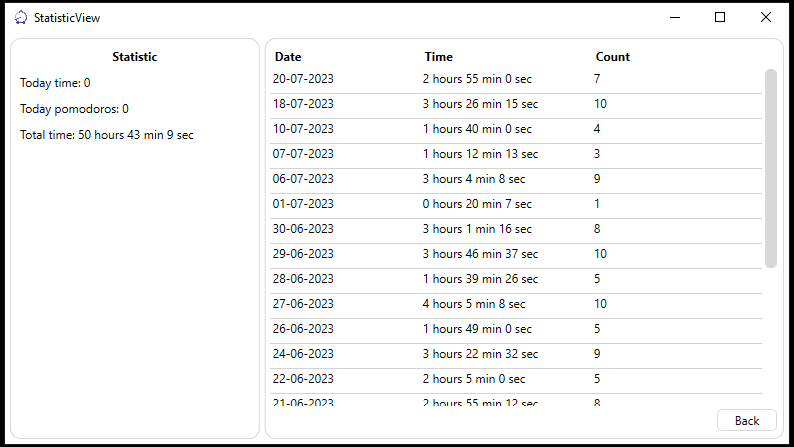 StatisticView
Statistic
Today time: 0
Today pomodoros: 0
Total time: 50 hours 43 min 9 sec
Date Time Count
20-07-2023 2 hours 55 min 0 sec 7
18-07-2023 3 hours 26 min 15 sec 10
10-07-2023 1 hours 40 min 0 sec 4
07-07-2023 1 hours 12 min 13 sec 3
06-07-2023 3 hours 4 min 8 sec 9
01-07-2023 0 hours 20 min 7 sec 1
30-06-2023 3 hours 1 min 16 sec 8
29-06-2023 3 hours 46 min 37 sec 10
28-06-2023 1 hours 39 min 26 sec 5
27-06-2023 4 hours 5 min 8 sec 10
26-06-2023 1 hours 49 min 0 sec 5
24-06-2023 3 hours 22 min 32 sec 9
22-06-2023 2 hours 5 min 0 sec 5
21-06-2023 2 hours 55 min 12 sec 8
Back